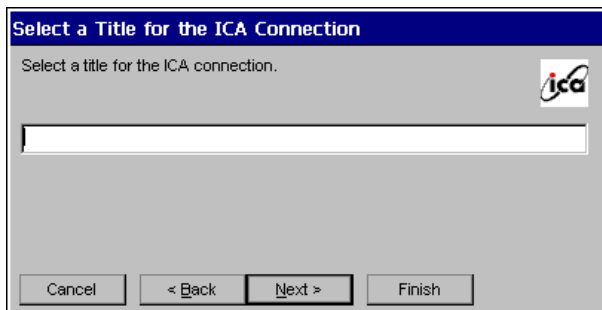 Select a Title for the ICA Connection
Select a title for the ICA connection.
ica
Cancel
< Back
Next >
Finish